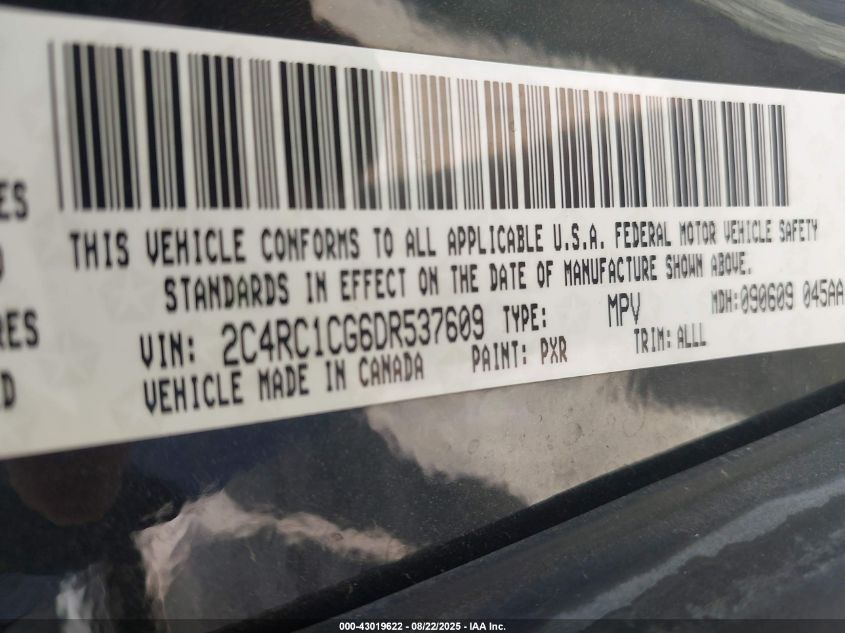 ES
THIS VEHICLE CONFORMS TO ALL APPLICABLE U.S.A. FEDERAL MOTOR VEHICLE SAFETY
STANDARDS IN EFFECT ON THE DATE OF MANUFACTURE SHOWN ABOVE.
RES
VIN: 2C4RC1CG6DR537609 TYPE: MPV MDH:090609 045AA
D
VEHICLE MADE IN CANADA PAINT: PXR TRIM: ALLL
000-43019622 - 08/22/2025 - IAA Inc.